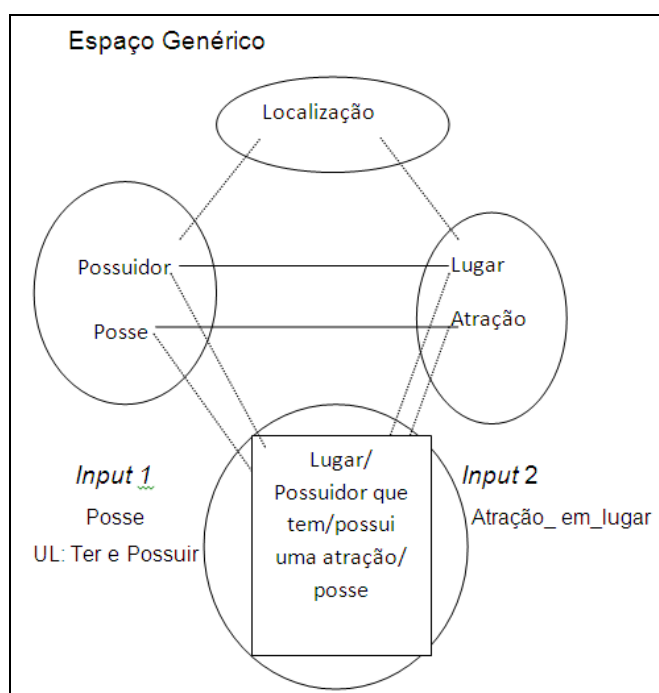 Espaço Genérico
Localização
Possuidor
Lugar
Posse
Atração
Input 1
Posse
UL: Ter e Possuir
Lugar/
Possuidor que
tem/possui
uma atração/
posse
Input 2
Atração_ em_lugar